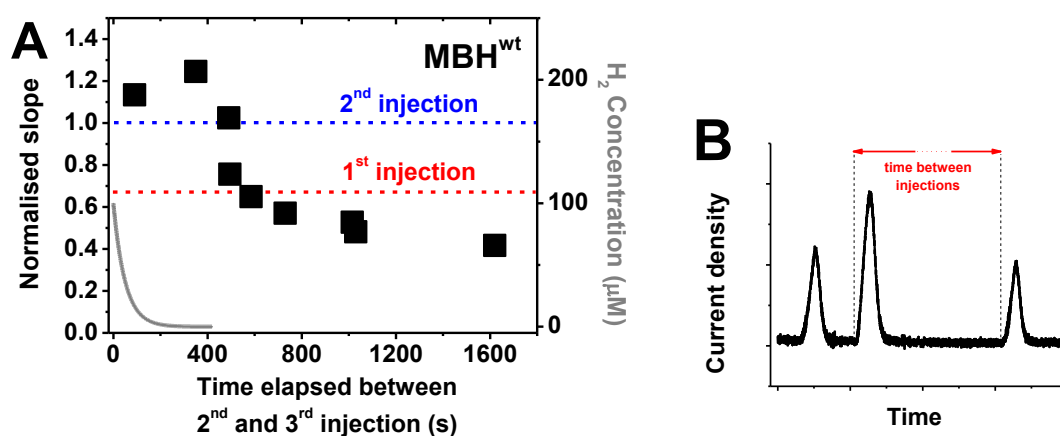 A
MBH^wt
2nd injection
1st injection
Normalised slope
1.4
1.2
1.0
0.8
0.6
0.4
0.2
0.0
0
400
800
1200
1600
Time elapsed between
2nd and 3rd injection (s)
200
100
0
H2 Concentration (µM)
B
time between
injections
Current density
Time